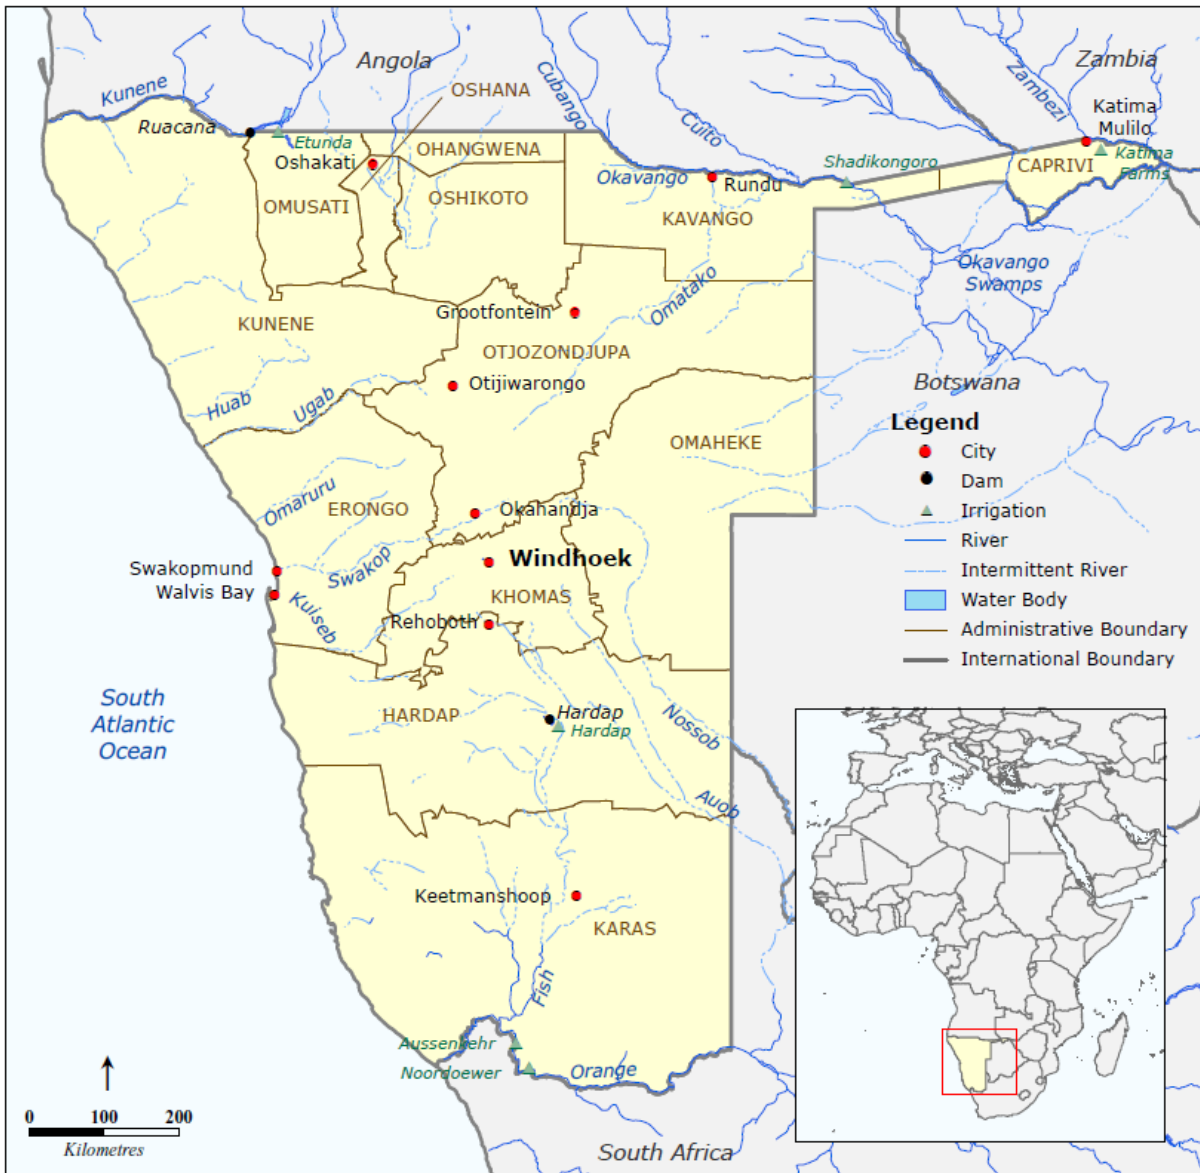 Angola
Zambia
Kunene
Cubango
Zambezi
OSHANA
Katima
Mulilo
Ruacana
Cuito
Etunda
OHANGWENA
Shadikongoro
Katima
Farms
Oshakati
CAPRIVI
Okavango
Rundu
OSHIKOTO
OMUSATI
KAVANGO
Okavango
Swamps
Omatako
Grootfontein
KUNENE
OTJOZONDJUPA
Otijiwarongo
Botswana
Huab
Ugab
Legend
City
Dam
Irrigation
River
Intermittent River
Water Body
Administrative Boundary
International Boundary
OMAHEKE
Omaruru
ERONGO
Okahandja
Swakop
Windhoek
Swakopmund
Walvis Bay
Kuiseb
KHOMAS
Rehoboth
South
Atlantic
Ocean
HARDAP
Hardap
Hardap
Nossob
Auob
Keetmanshoop
KARAS
Fish
Aussenkehr
Noordoewer
Orange
South Africa
0 100 200
Kilometres